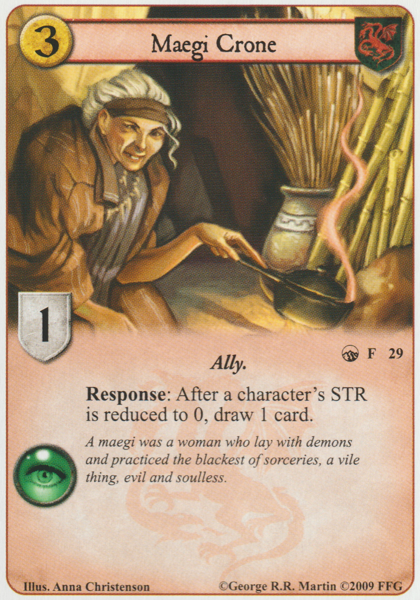 3
Maegi Crone
1
Ally.
F 29
Response: After a character's STR
is reduced to 0, draw 1 card.
A maegi was a woman who lay with demons
and practiced the blackest of sorceries, a vile
thing, evil and soulless.
Illus. Anna Christenson
©George R.R. Martin ©2009 FFG